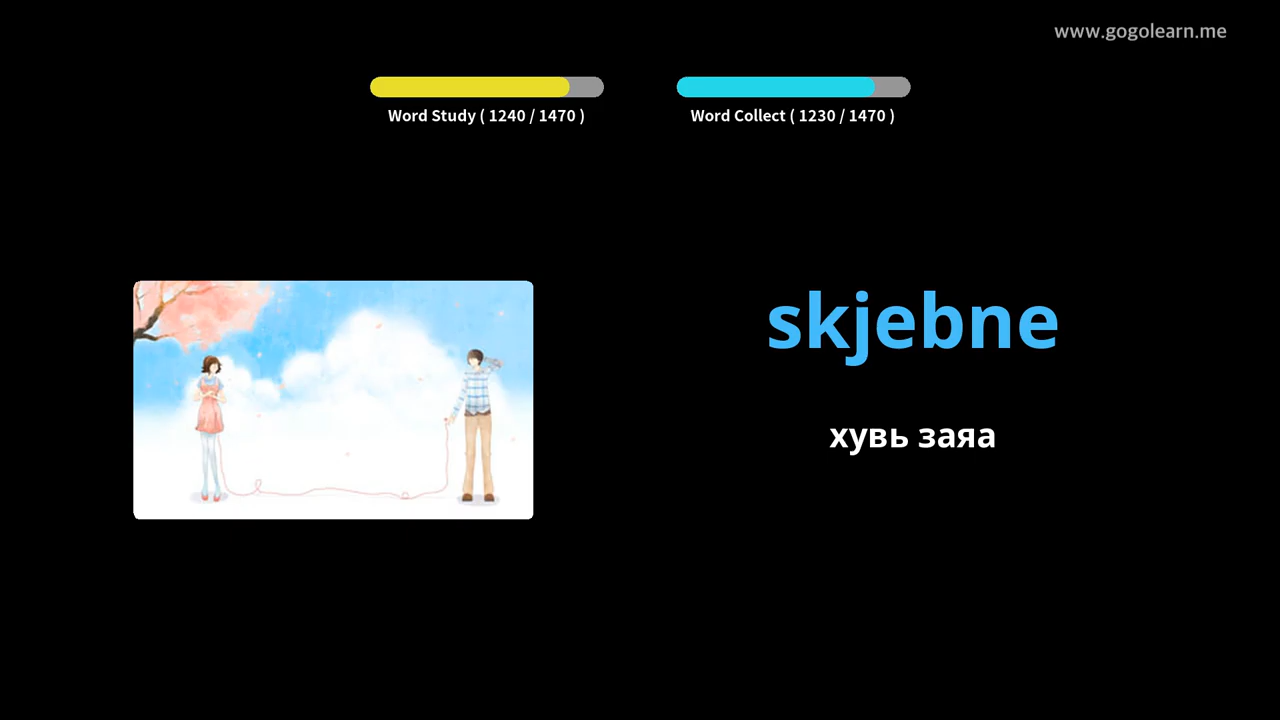 www.gogolearn.me
Word Study ( 1240 / 1470 )
Word Collect ( 1230 / 1470 )
skjebne
хувь заяа